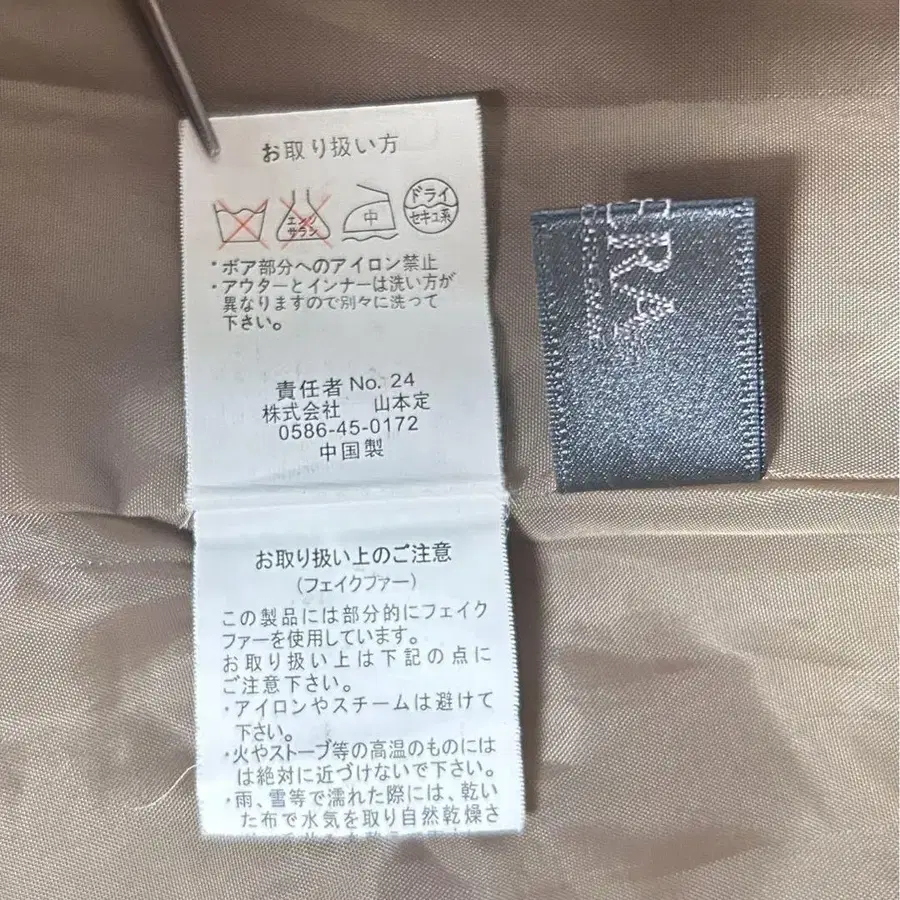 お取り扱い方
エンソ
サラシ
中
ドライ
セキユ系
・ボア部分へのアイロン禁止
・アウターとインナーは洗い方が
異なりますので別々に洗って
下さい。
責任者 No. 24
株式会社 山本定
0586-45-0172
中国製
お取り扱い上のご注意
(フェイクファー)
この製品には部分的にフェイク
ファーを使用しています。
お取り扱い上は下記の点に
ご注意下さい。
・アイロンやスチームは避けて
下さい。
・火やストーブ等の高温のものには
は絶対に近づけないで下さい。
・雨、雪等で濡れた際には、乾い
た布で水気を取り自然乾燥さ
ERA